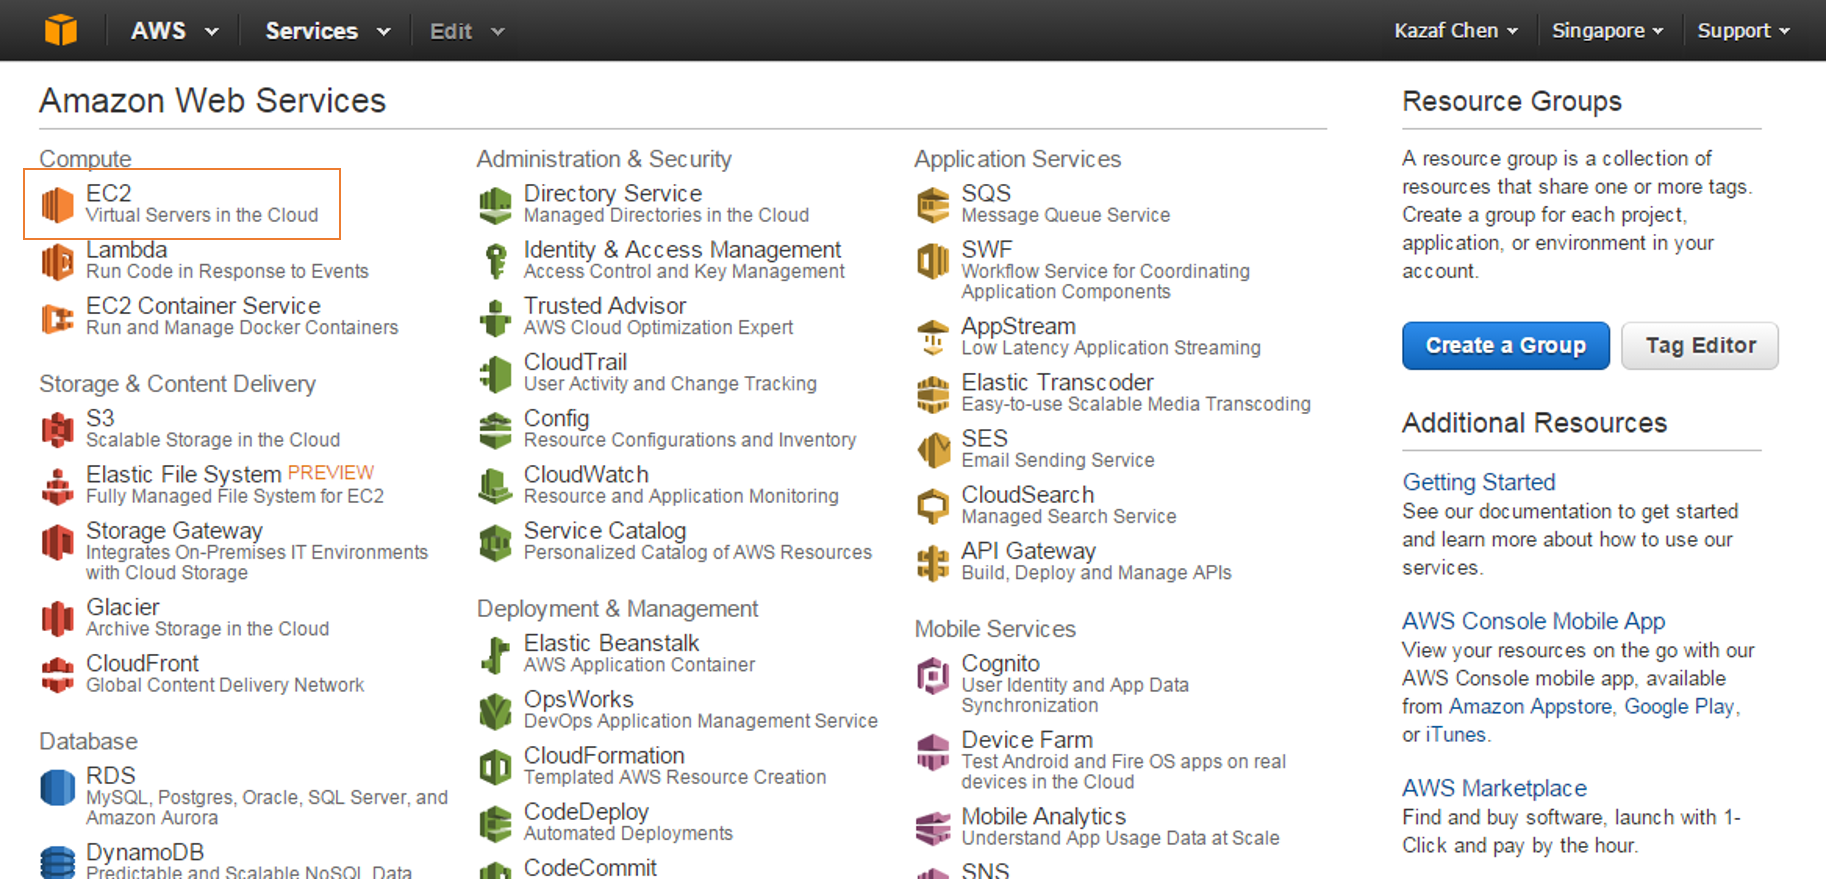 AWS
Services
Edit
Kazaf Chen
Singapore
Support
Amazon Web Services
Compute
EC2
Virtual Servers in the Cloud
Lambda
Run Code in Response to Events
EC2 Container Service
Run and Manage Docker Containers
Storage & Content Delivery
S3
Scalable Storage in the Cloud
Elastic File System PREVIEW
Fully Managed File System for EC2
Storage Gateway
Integrates On-Premises IT Environments
with Cloud Storage
Glacier
Archive Storage in the Cloud
CloudFront
Global Content Delivery Network
Database
RDS
MySQL, Postgres, Oracle, SQL Server, and
Amazon Aurora
DynamoDB
Predictable and Scalable NoSQL Data
Administration & Security
Directory Service
Managed Directories in the Cloud
Identity & Access Management
Access Control and Key Management
Trusted Advisor
AWS Cloud Optimization Expert
CloudTrail
User Activity and Change Tracking
Config
Resource Configurations and Inventory
CloudWatch
Resource and Application Monitoring
Service Catalog
Personalized Catalog of AWS Resources
Deployment & Management
Elastic Beanstalk
AWS Application Container
OpsWorks
DevOps Application Management Service
CloudFormation
Templated AWS Resource Creation
CodeDeploy
Automated Deployments
CodeCommit
Application Services
SQS
Message Queue Service
SWF
Workflow Service for Coordinating
Application Components
AppStream
Low Latency Application Streaming
Elastic Transcoder
Easy-to-use Scalable Media Transcoding
SES
Email Sending Service
CloudSearch
Managed Search Service
API Gateway
Build, Deploy and Manage APIs
Mobile Services
Cognito
User Identity and App Data
Synchronization
Device Farm
Test Android and Fire OS apps on real
devices in the Cloud
Mobile Analytics
Understand App Usage Data at Scale
SNS
Resource Groups
A resource group is a collection of
resources that share one or more tags.
Create a group for each project,
application, or environment in your
account.
Create a Group
Tag Editor
Additional Resources
Getting Started
See our documentation to get started
and learn more about how to use our
services.
AWS Console Mobile App
View your resources on the go with our
AWS Console mobile app, available
from Amazon Appstore, Google Play,
or iTunes.
AWS Marketplace
Find and buy software, launch with 1-
Click and pay by the hour.